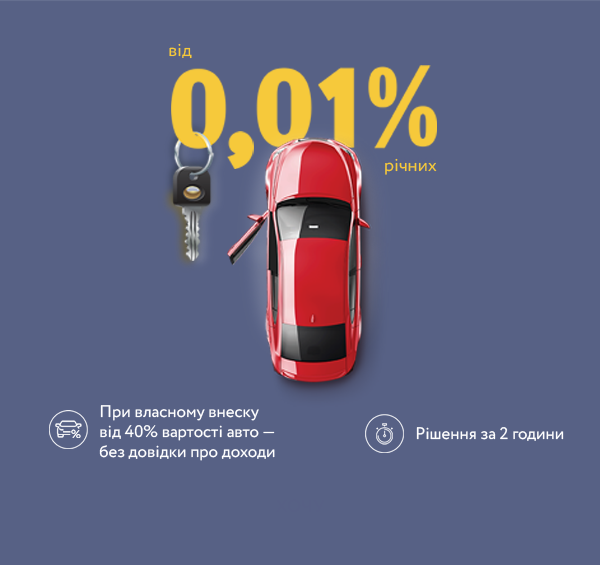 від
0,01%
річних
При власному внеску
від 40% вартості авто —
без довідки про доходи
Рішення за 2 години